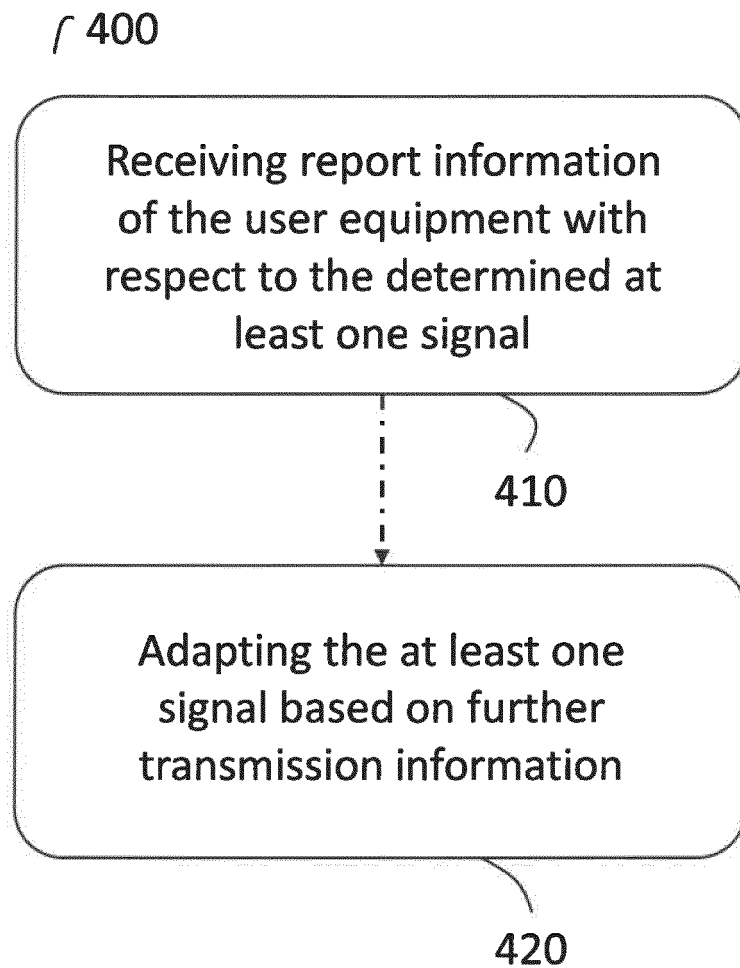 400
Receiving report information
of the user equipment with
respect to the determined at
least one signal
410
Adapting the at least one
signal based on further
transmission information
420